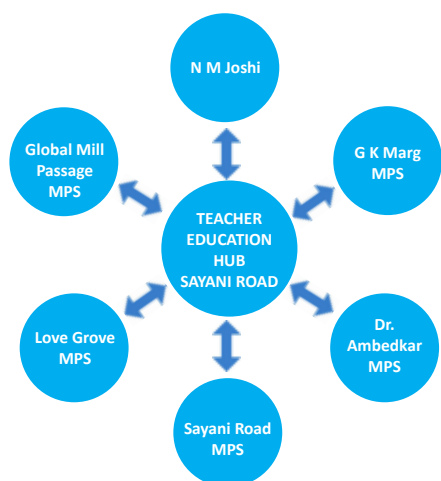 N M Joshi
Global Mill
Passage
MPS
G K Marg
MPS
TEACHER
EDUCATION
HUB
SAYANI ROAD
Love Grove
MPS
Dr.
Ambedkar
MPS
Sayani Road
MPS